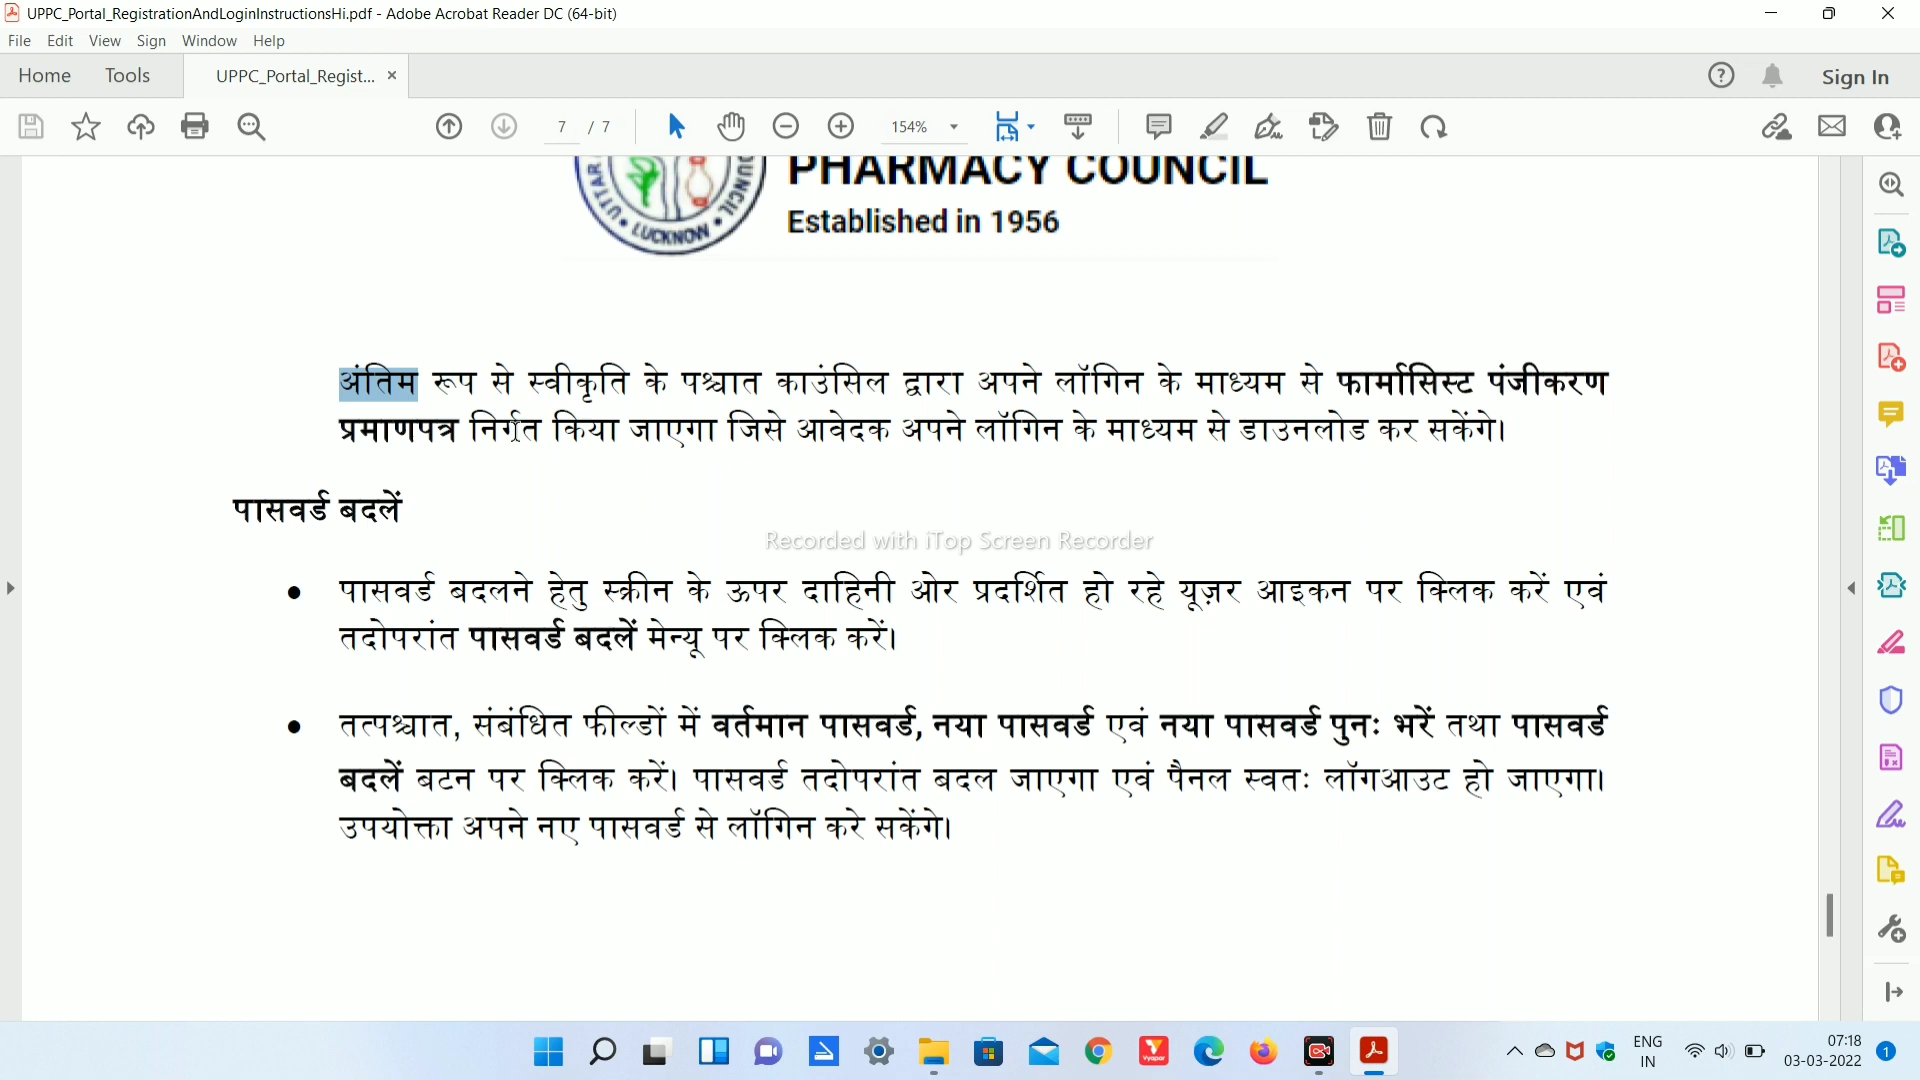 UPPC_Portal_RegistrationAndLoginInstructionsHi.pdf - Adobe Acrobat Reader DC (64-bit)
File Edit View Sign Window Help
Home Tools UPPC_Portal_Regist... × Sign In
7 / 7 154%
UTTAR COUNCIL • LUCKNOW •
PHARMACY COUNCIL
Established in 1956
अंतिम रूप से स्वीकृति के पश्चात काउंसिल द्वारा अपने लॉगिन के माध्यम से फार्मासिस्ट पंजीकरण
प्रमाणपत्र निर्गत किया जाएगा जिसे आवेदक अपने लॉगिन के माध्यम से डाउनलोड कर सकेंगे।
पासवर्ड बदलें
Recorded with iTop Screen Recorder
• पासवर्ड बदलने हेतु स्क्रीन के ऊपर दाहिनी ओर प्रदर्शित हो रहे यूज़र आइकन पर क्लिक करें एवं
तदोपरांत पासवर्ड बदलें मेन्यू पर क्लिक करें।
• तत्पश्चात, संबंधित फील्डों में वर्तमान पासवर्ड, नया पासवर्ड एवं नया पासवर्ड पुनः भरें तथा पासवर्ड
बदलें बटन पर क्लिक करें। पासवर्ड तदोपरांत बदल जाएगा एवं पैनल स्वतः लॉगआउट हो जाएगा।
उपयोक्ता अपने नए पासवर्ड से लॉगिन करे सकेंगे।
Vyapar
ENG
IN
07:18
03-03-2022
1